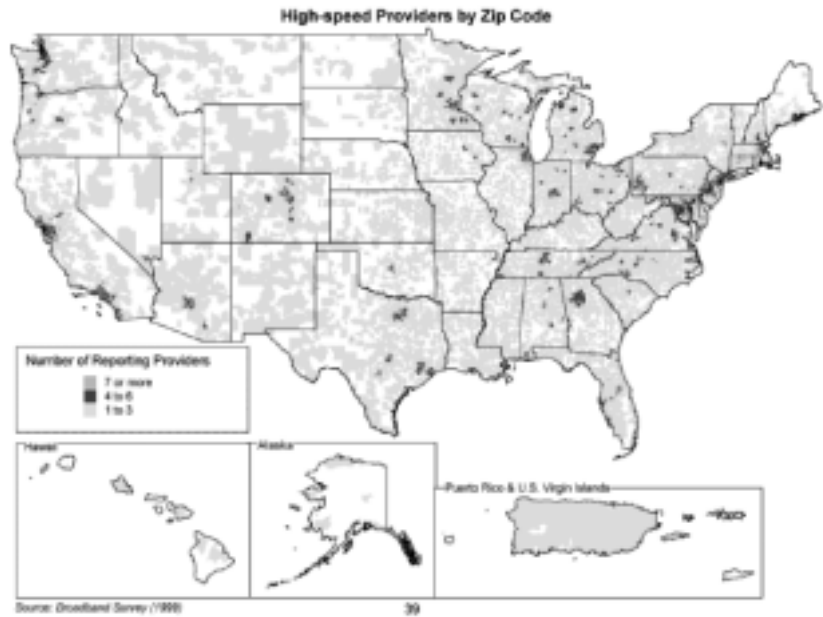 High-speed Providers by Zip Code
Number of Reporting Providers
7 or more
4 to 6
1 to 3
Hawaii
Alaska
Puerto Rico & U.S. Virgin Islands
Source: Broadband Survey (1999)
39